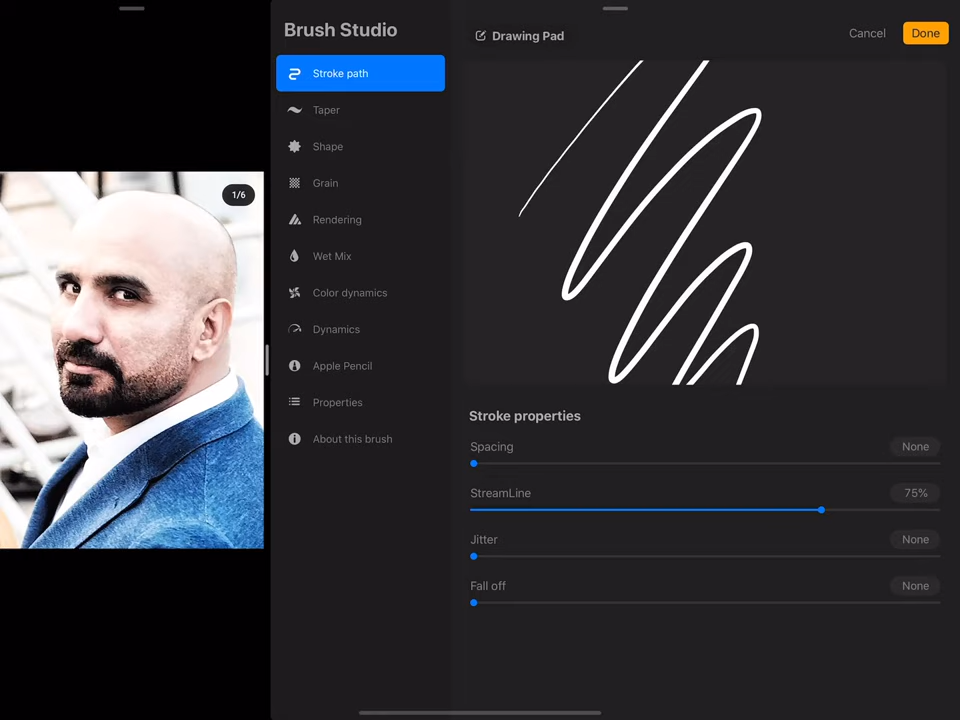 1/6
Brush Studio
Stroke path
Taper
Shape
Grain
Rendering
Wet Mix
Color dynamics
Dynamics
Apple Pencil
Properties
About this brush
Drawing Pad
Cancel
Done
Stroke properties
Spacing None
StreamLine 75%
Jitter None
Fall off None